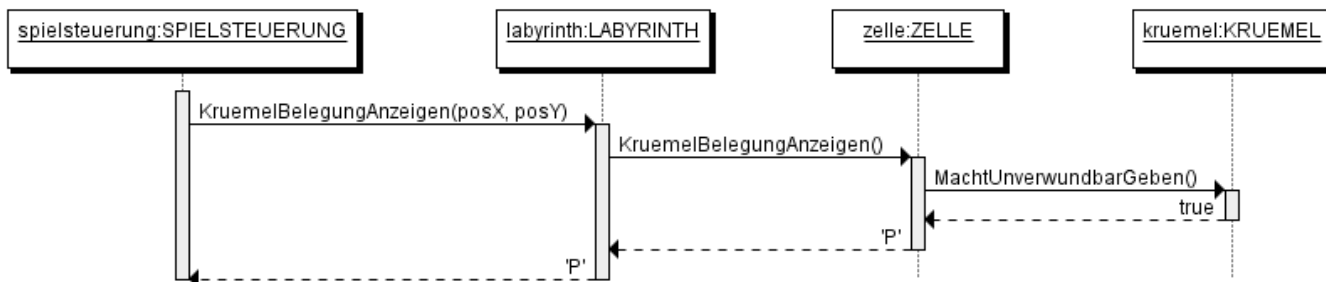 spielsteuerung:SPIELSTEUERUNG
labyrinth:LABYRINTH
zelle:ZELLE
kruemel:KRUEMEL
KruemelBelegungAnzeigen(posX, posY)
KruemelBelegungAnzeigen()
MachtUnverwundbarGeben()
true
'P'
'P'